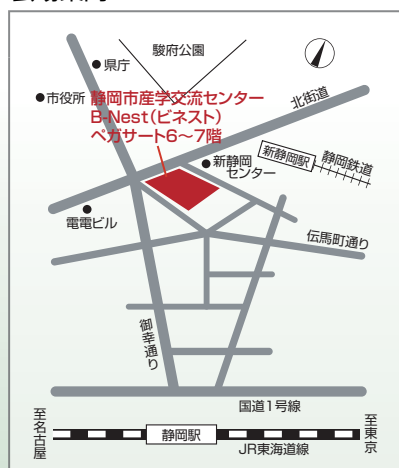 駿府公園
県庁
市役所
静岡市産学交流センター
B-Nest（ビネスト）
ペガサート6〜7階
北街道
新静岡
センター
新静岡駅
静岡鉄道
電電ビル
伝馬町通り
御幸通り
国道1号線
至名古屋
静岡駅
至東京
JR東海道線